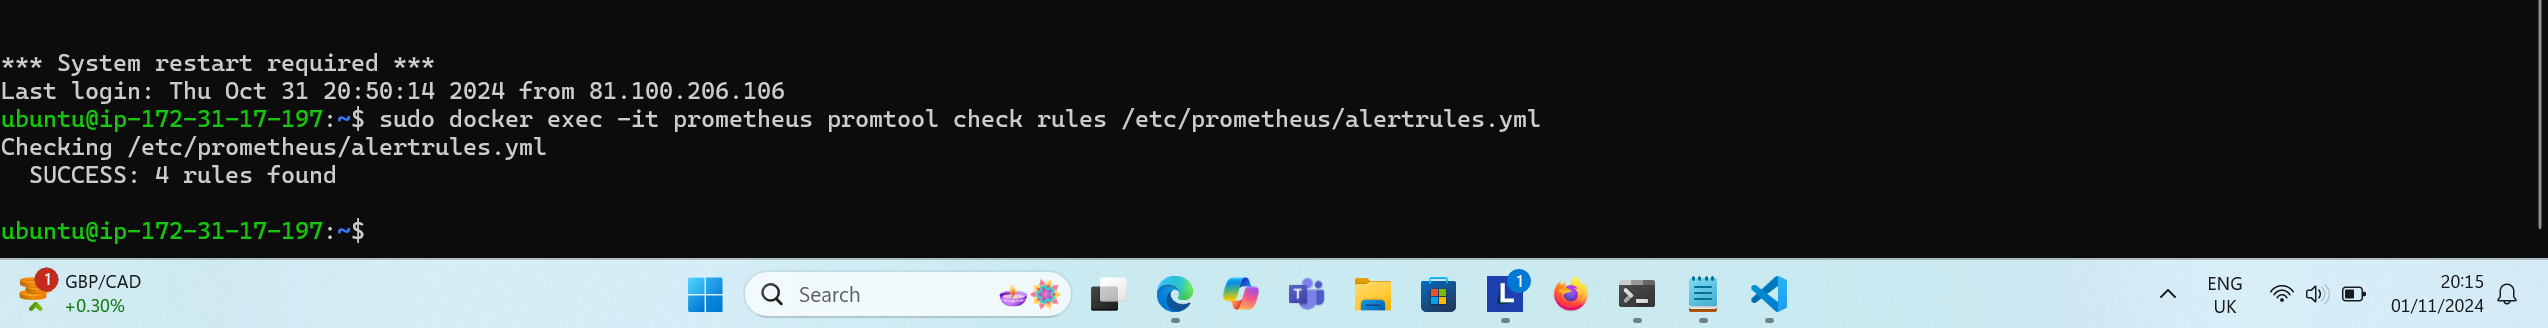 *** System restart required ***
Last login: Thu Oct 31 20:50:14 2024 from 81.100.206.106
ubuntu@ip-172-31-17-197:~$ sudo docker exec -it prometheus promtool check rules /etc/prometheus/alertrules.yml
Checking /etc/prometheus/alertrules.yml
  SUCCESS: 4 rules found
ubuntu@ip-172-31-17-197:~$
1
GBP/CAD
+0.30%
Search
T
L
1
ENG
UK
20:15
01/11/2024